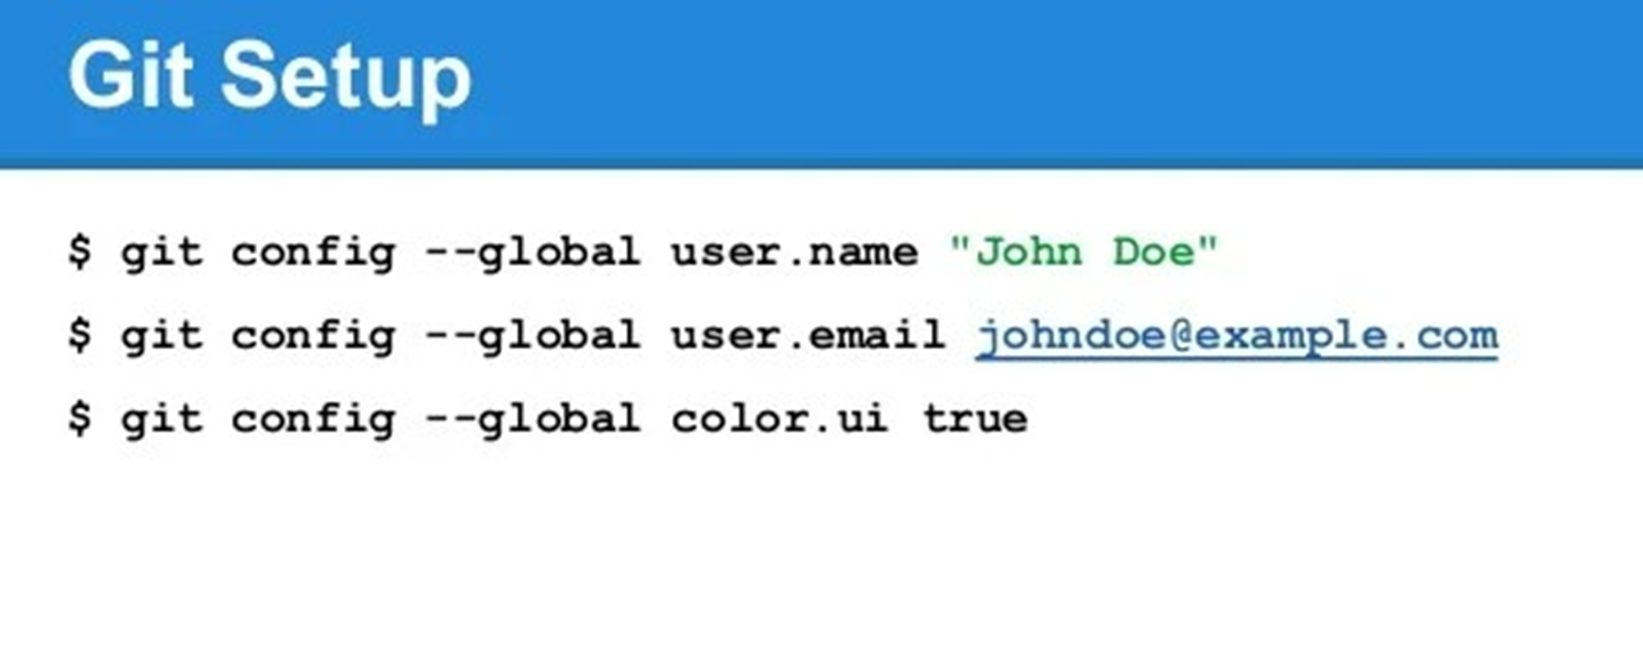 Git Setup
$ git config --global user.name "John Doe"
$ git config --global user.email johndoe@example.com
$ git config --global color.ui true